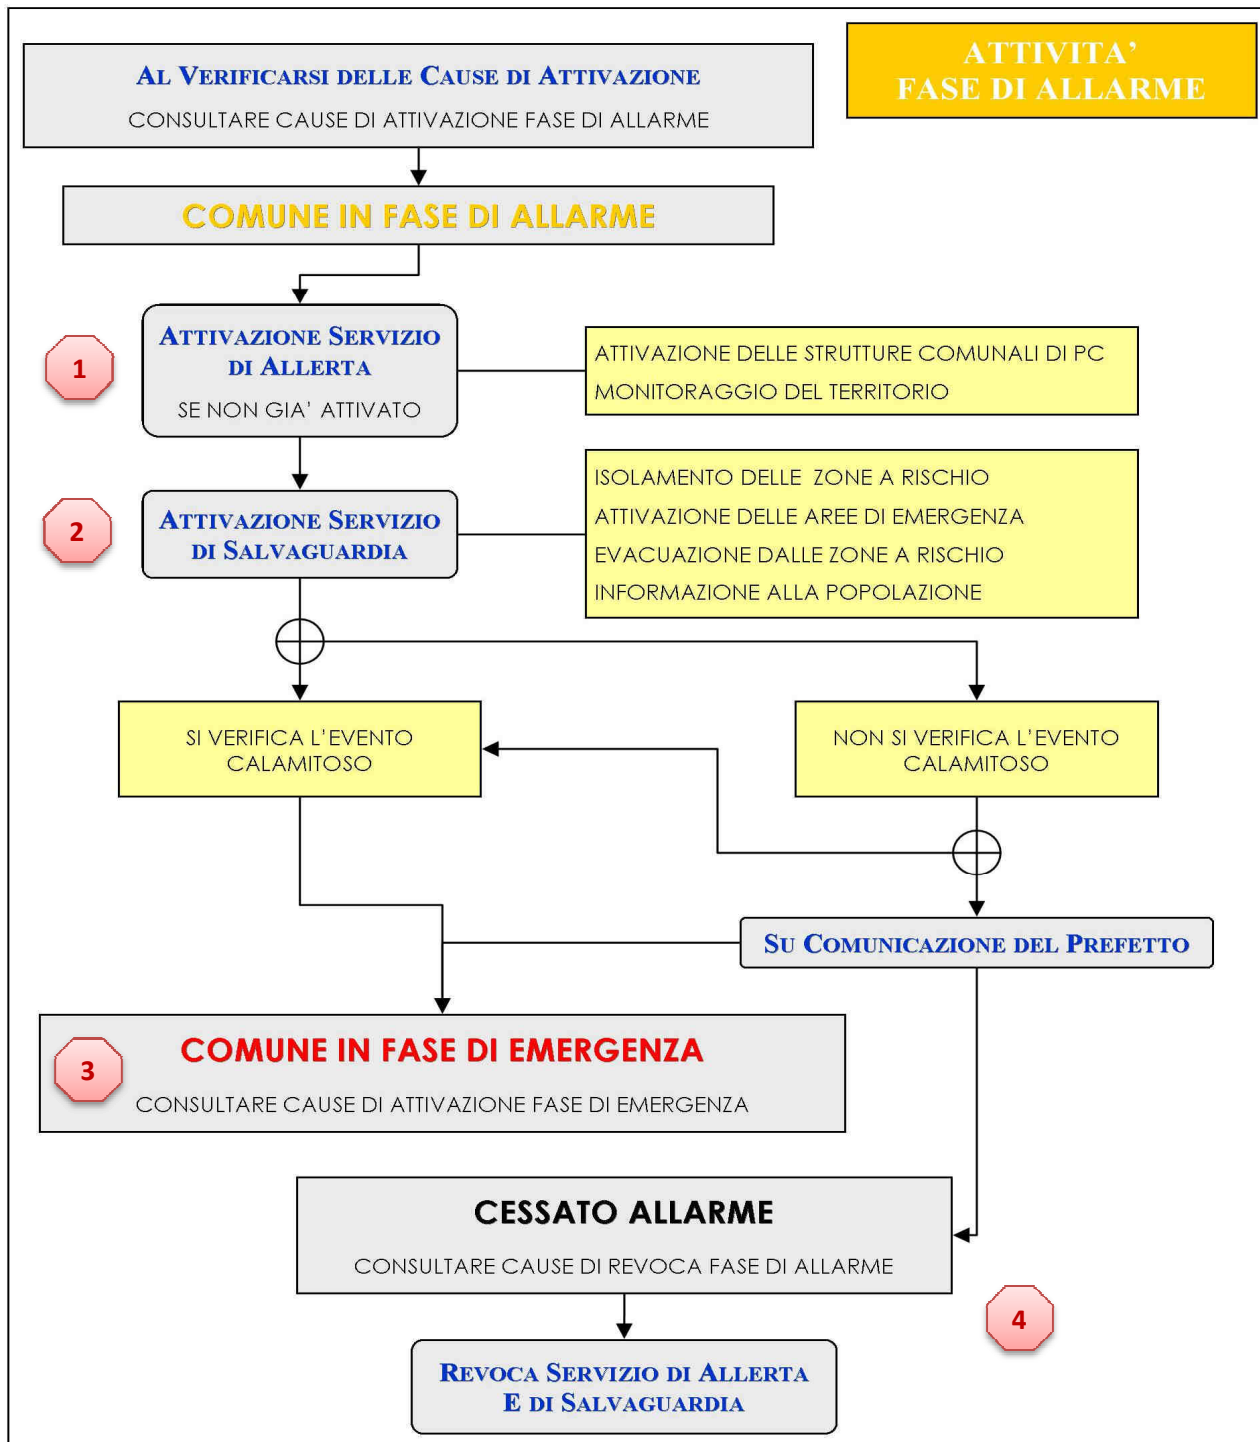 ATTIVITA’
FASE DI ALLARME
AL VERIFICARSI DELLE CAUSE DI ATTIVAZIONE
CONSULTARE CAUSE DI ATTIVAZIONE FASE DI ALLARME
COMUNE IN FASE DI ALLARME
1
ATTIVAZIONE SERVIZIO
DI ALLERTA
SE NON GIA’ ATTIVATO
ATTIVAZIONE DELLE STRUTTURE COMUNALI DI PC
MONITORAGGIO DEL TERRITORIO
2
ATTIVAZIONE SERVIZIO
DI SALVAGUARDIA
ISOLAMENTO DELLE ZONE A RISCHIO
ATTIVAZIONE DELLE AREE DI EMERGENZA
EVACUAZIONE DALLE ZONE A RISCHIO
INFORMAZIONE ALLA POPOLAZIONE
SI VERIFICA L’EVENTO
CALAMITOSO
NON SI VERIFICA L’EVENTO
CALAMITOSO
SU COMUNICAZIONE DEL PREFETTO
3
COMUNE IN FASE DI EMERGENZA
CONSULTARE CAUSE DI ATTIVAZIONE FASE DI EMERGENZA
CESSATO ALLARME
CONSULTARE CAUSE DI REVOCA FASE DI ALLARME
4
REVOCA SERVIZIO DI ALLERTA
E DI SALVAGUARDIA